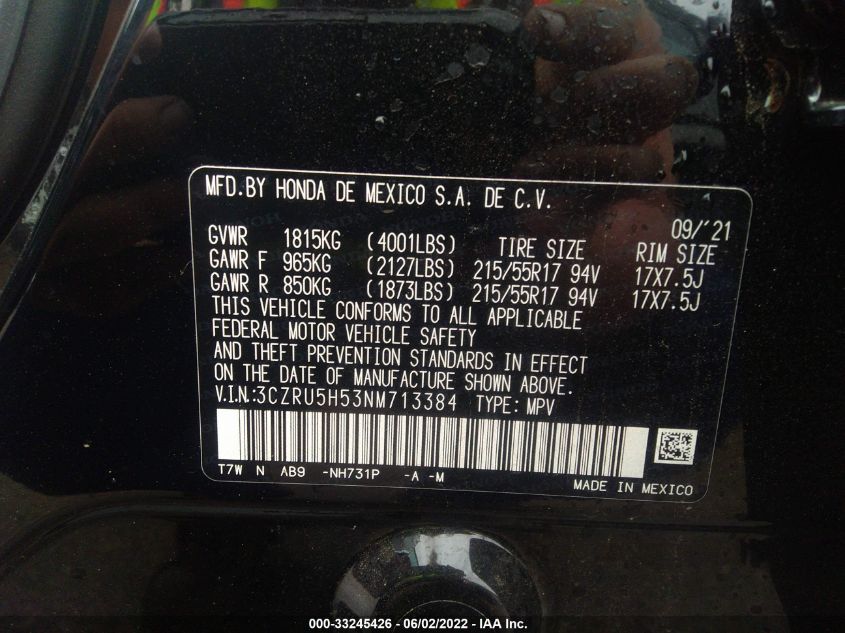 MFD.BY HONDA DE MEXICO S.A. DE C.V.
09/'21
GVWR 1815KG (4001LBS) TIRE SIZE RIM SIZE
GAWR F 965KG (2127LBS) 215/55R17 94V 17X7.5J
GAWR R 850KG (1873LBS) 215/55R17 94V 17X7.5J
THIS VEHICLE CONFORMS TO ALL APPLICABLE
FEDERAL MOTOR VEHICLE SAFETY
AND THEFT PREVENTION STANDARDS IN EFFECT
ON THE DATE OF MANUFACTURE SHOWN ABOVE.
V.I.N.:3CZRU5H53NM713384 TYPE: MPV
T7W N AB9 -NH731P -A -M
MADE IN MEXICO
000-33245426 - 06/02/2022 - IAA Inc.